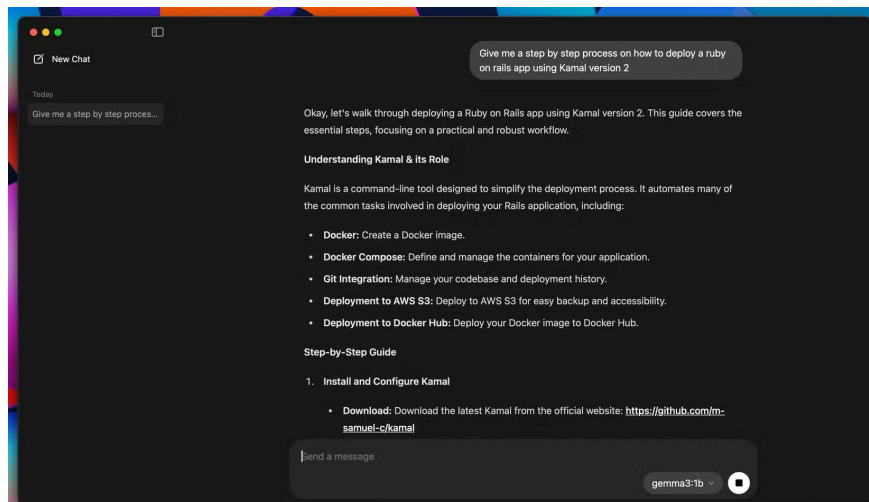 New Chat
Today
Give me a step by step proces...
Give me a step by step process on how to deploy a ruby
on rails app using Kamal version 2
Okay, let's walk through deploying a Ruby on Rails app using Kamal version 2. This guide covers the
essential steps, focusing on a practical and robust workflow.
Understanding Kamal & its Role
Kamal is a command-line tool designed to simplify the deployment process. It automates many of
the common tasks involved in deploying your Rails application, including:
• Docker: Create a Docker image.
• Docker Compose: Define and manage the containers for your application.
• Git Integration: Manage your codebase and deployment history.
• Deployment to AWS S3: Deploy to AWS S3 for easy backup and accessibility.
• Deployment to Docker Hub: Deploy your Docker image to Docker Hub.
Step-by-Step Guide
1. Install and Configure Kamal
• Download: Download the latest Kamal from the official website: https://github.com/m-
samuel-c/kamal
Send a message
gemma3:1b